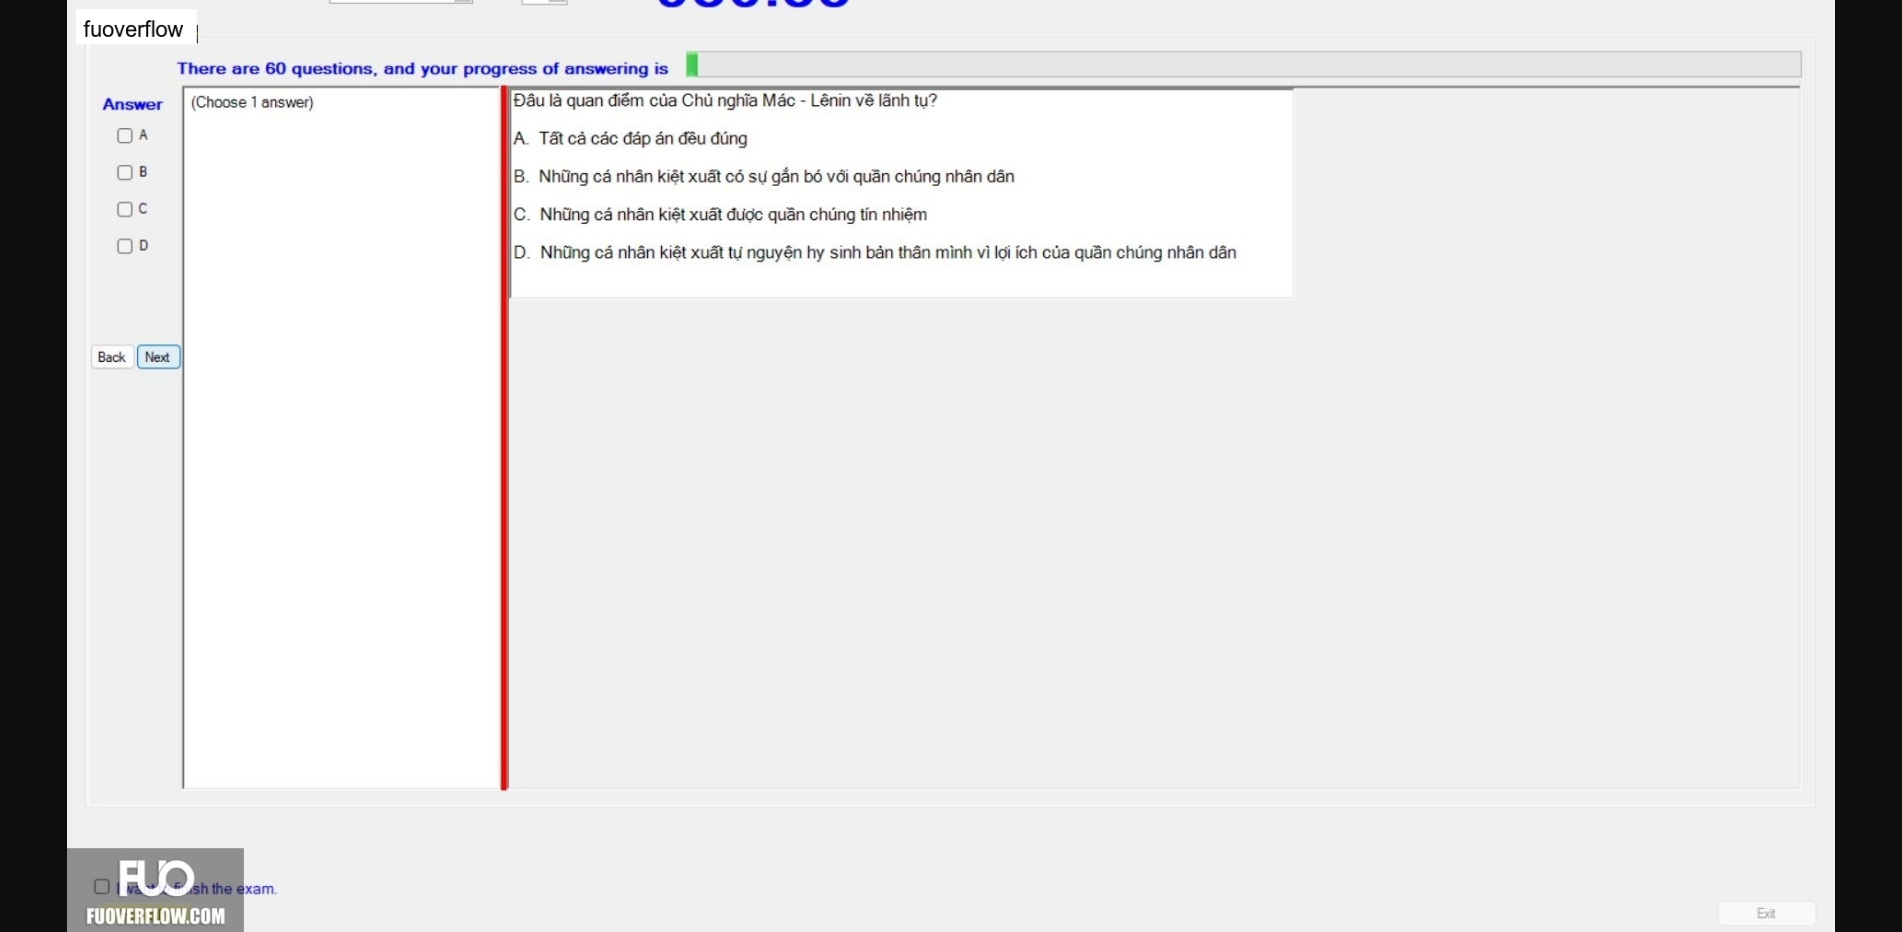 fuoverflow
There are 60 questions, and your progress of answering is
Answer
(Choose 1 answer)
A
B
C
D
Back Next
Đâu là quan điểm của Chủ nghĩa Mác - Lênin về lãnh tụ?
A. Tất cả các đáp án đều đúng
B. Những cá nhân kiệt xuất có sự gắn bó với quần chúng nhân dân
C. Những cá nhân kiệt xuất được quần chúng tín nhiệm
D. Những cá nhân kiệt xuất tự nguyện hy sinh bản thân mình vì lợi ích của quần chúng nhân dân
I want finish the exam.
FUO
FUOVERFLOW.COM
Exit